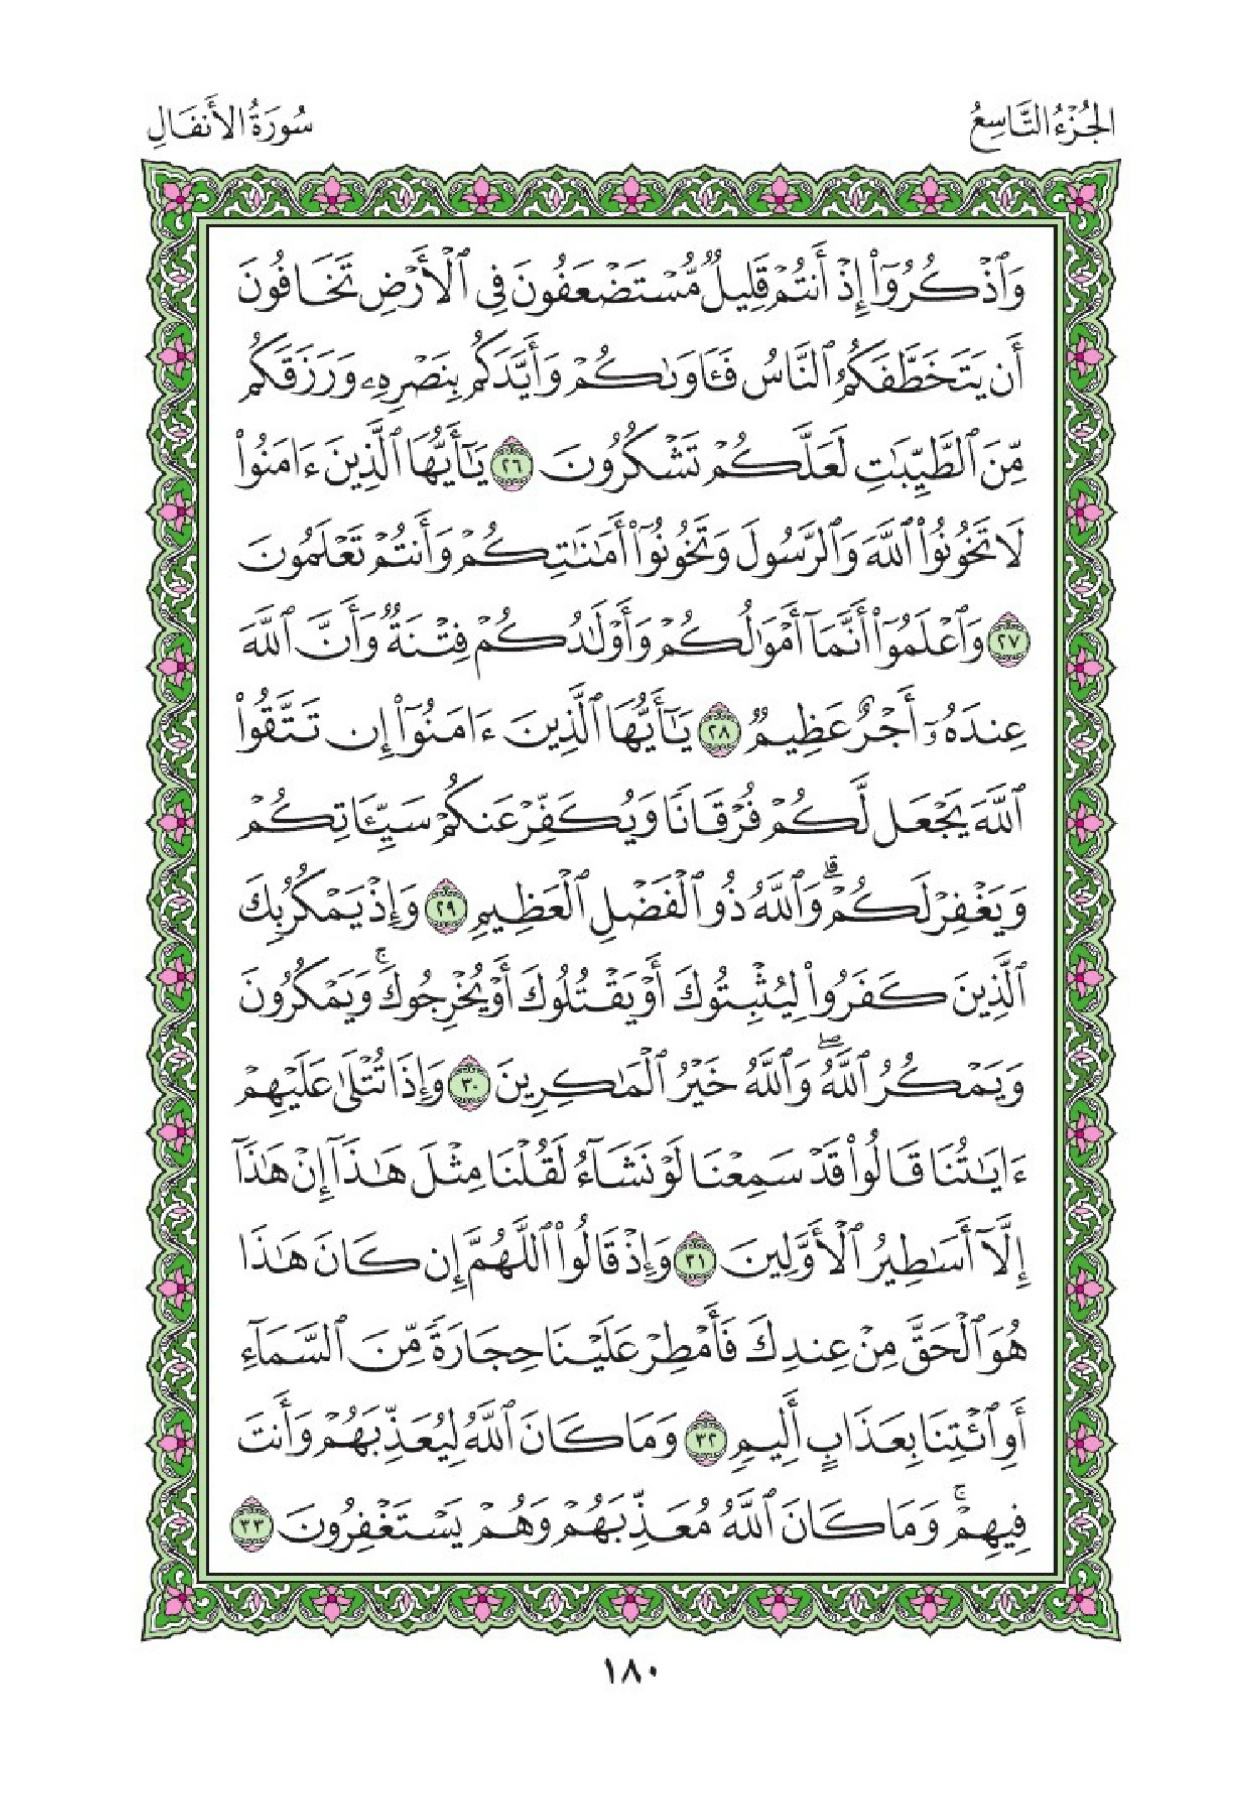 الجُزْءُ التَّاسِعُ
سُورَةُ الأَنفَالِ
وَٱذْكُرُوٓا۟ إِذْ أَنتُمْ قَلِيلٌ مُّسْتَضْعَفُونَ فِى ٱلْأَرْضِ تَخَافُونَ
أَن يَتَخَطَّفَكُمُ ٱلنَّاسُ فَـَٔاوَىٰكُمْ وَأَيَّدَكُم بِنَصْرِهِۦ وَرَزَقَكُم
مِّنَ ٱلطَّيِّبَٰتِ لَعَلَّكُمْ تَشْكُرُونَ ٢٦ يَٰٓأَيُّهَا ٱلَّذِينَ ءَامَنُوا۟
لَا تَخُونُوا۟ ٱللَّهَ وَٱلرَّسُولَ وَتَخُونُوٓا۟ أَمَٰنَٰتِكُمْ وَأَنتُمْ تَعْلَمُونَ
٢٧ وَٱعْلَمُوٓا۟ أَنَّمَآ أَمْوَٰلُكُمْ وَأَوْلَٰدُكُمْ فِتْنَةٌ وَأَنَّ ٱللَّهَ
عِندَهُۥٓ أَجْرٌ عَظِيمٌ ٢٨ يَٰٓأَيُّهَا ٱلَّذِينَ ءَامَنُوٓا۟ إِن تَتَّقُوا۟
ٱللَّهَ يَجْعَل لَّكُمْ فُرْقَانًا وَيُكَفِّرْ عَنكُمْ سَيِّـَٔاتِكُمْ
وَيَغْفِرْ لَكُمْ ۗ وَٱللَّهُ ذُو ٱلْفَضْلِ ٱلْعَظِيمِ ٢٩ وَإِذْ يَمْكُرُ بِكَ
ٱلَّذِينَ كَفَرُوا۟ لِيُثْبِتُوكَ أَوْ يَقْتُلُوكَ أَوْ يُخْرِجُوكَ ۚ وَيَمْكُرُونَ
وَيَمْكُرُ ٱللَّهُ ۖ وَٱللَّهُ خَيْرُ ٱلْمَٰكِرِينَ ٣٠ وَإِذَا تُتْلَىٰ عَلَيْهِمْ
ءَايَٰتُنَا قَالُوا۟ قَدْ سَمِعْنَا لَوْ نَشَآءُ لَقُلْنَا مِثْلَ هَٰذَآ إِنْ هَٰذَآ
إِلَّآ أَسَٰطِيرُ ٱلْأَوَّلِينَ ٣١ وَإِذْ قَالُوا۟ ٱللَّهُمَّ إِن كَانَ هَٰذَا
هُوَ ٱلْحَقَّ مِنْ عِندِكَ فَأَمْطِرْ عَلَيْنَا حِجَارَةً مِّنَ ٱلسَّمَآءِ
أَوِ ٱئْتِنَا بِعَذَابٍ أَلِيمٍ ٣٢ وَمَا كَانَ ٱللَّهُ لِيُعَذِّبَهُمْ وَأَنتَ
فِيهِمْ ۚ وَمَا كَانَ ٱللَّهُ مُعَذِّبَهُمْ وَهُمْ يَسْتَغْفِرُونَ ٣٣
١٨٠